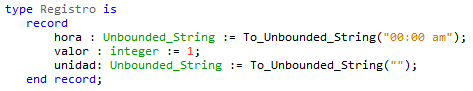 type Registro is
record
hora : Unbounded_String := To_Unbounded_String("00:00 am");
valor : integer := 1;
unidad: Unbounded_String := To_Unbounded_String("");
end record;